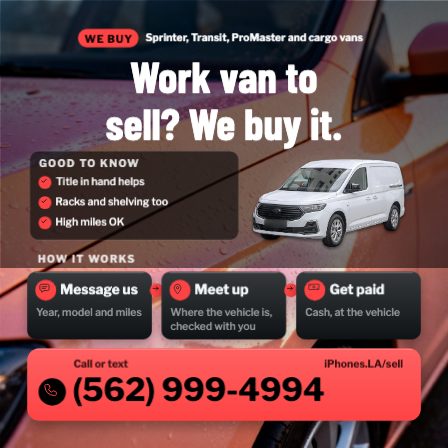 WE BUY Sprinter, Transit, ProMaster and cargo vans
Work van to
sell? We buy it.
GOOD TO KNOW
Title in hand helps
Racks and shelving too
High miles OK
HOW IT WORKS
Message us
Year, model and miles
Meet up
Where the vehicle is,
checked with you
Get paid
Cash, at the vehicle
Call or text
iPhones.LA/sell
(562) 999-4994